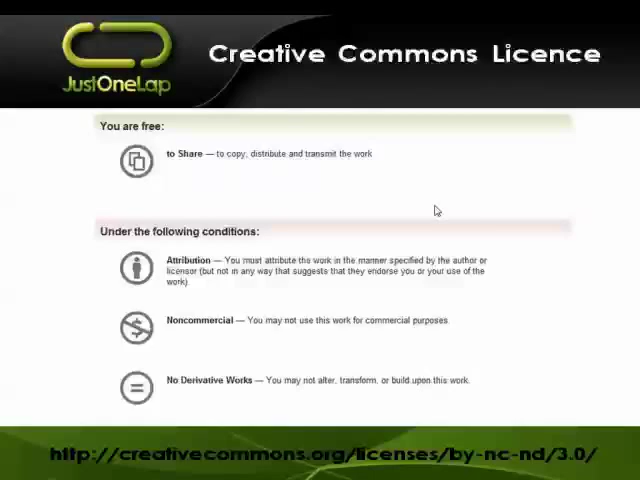 JustOneLap
Creative Commons Licence
You are free:
to Share — to copy, distribute and transmit the work
Under the following conditions:
Attribution — You must attribute the work in the manner specified by the author or
licensor (but not in any way that suggests that they endorse you or your use of the
work).
Noncommercial — You may not use this work for commercial purposes.
No Derivative Works — You may not alter, transform, or build upon this work.
http://creativecommons.org/licenses/by-nc-nd/3.0/